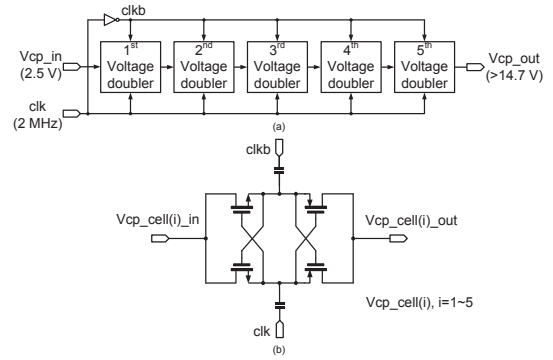 clkb
1st 2nd 3rd 4th 5th
Vcp_in Voltage Voltage Voltage Voltage Voltage Vcp_out
(2.5 V) doubler doubler doubler doubler doubler (>14.7 V)
clk
(2 MHz)
(a)
clkb
Vcp_cell(i)_in Vcp_cell(i)_out
Vcp_cell(i), i=1~5
clk
(b)